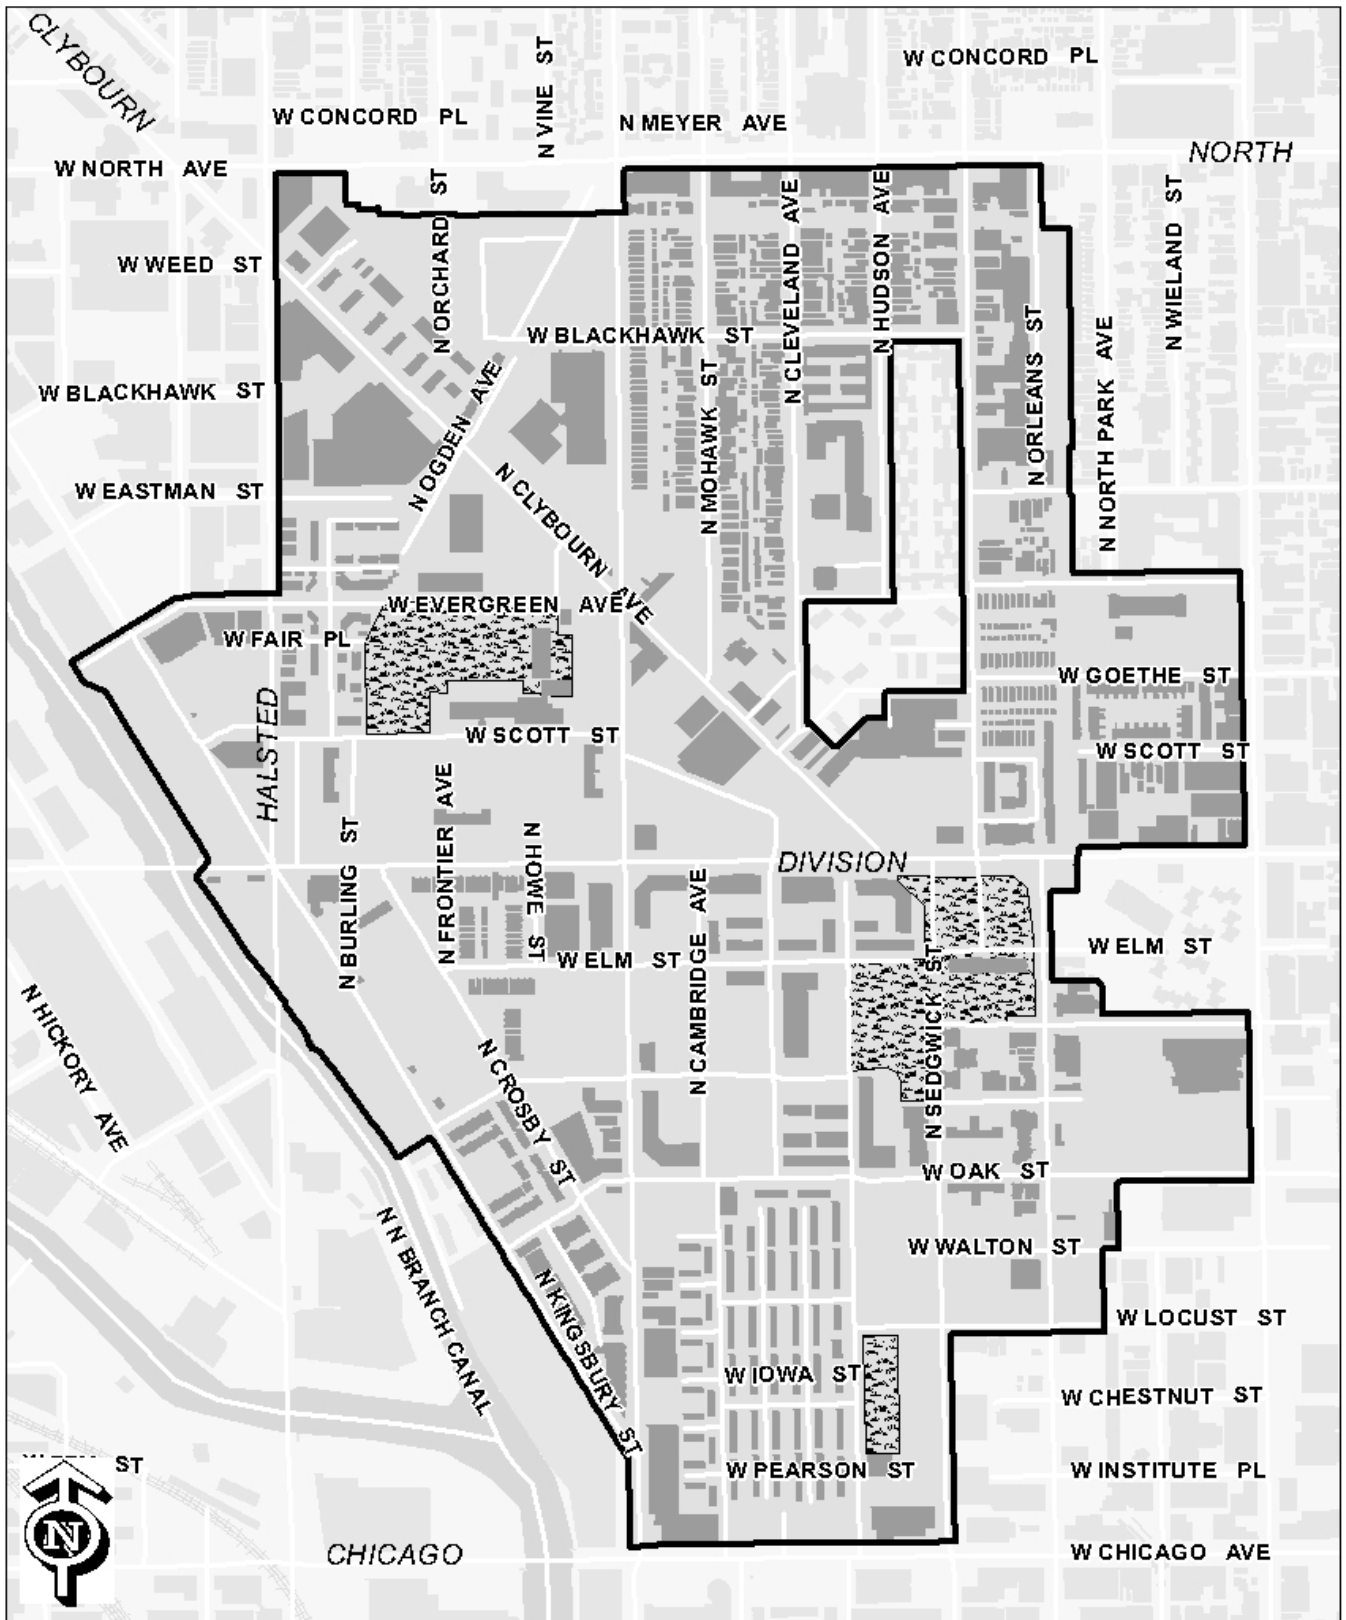 CLYBOURN
N VINE ST
W CONCORD PL
W CONCORD PL
N MEYER AVE
NORTH
W NORTH AVE
N ORCHARD ST
N CLEVELAND AVE
N HUDSON AVE
N WIELAND ST
W WEED ST
W BLACKHAWK ST
N ORLEANS ST
N NORTH PARK AVE
W BLACKHAWK ST
N OGDEN AVE
N MOHAWK ST
W EASTMAN ST
N CLYBOURN AVE
W EVERGREEN AVE
W FAIR PL
W GOETHE ST
HALSTED
W SCOTT ST
W SCOTT ST
N BURLING ST
N FRONTIER AVE
N HOWE ST
DIVISION
N CAMBRIDGE AVE
W ELM ST
W ELM ST
N SEDGWICK ST
N HICKORY AVE
N CROSBY ST
W OAK ST
N N BRANCH CANAL
W WALTON ST
N KINGSBURY ST
W LOCUST ST
W IOWA ST
W CHESTNUT ST
ST
W PEARSON ST
W INSTITUTE PL
N
CHICAGO
W CHICAGO AVE